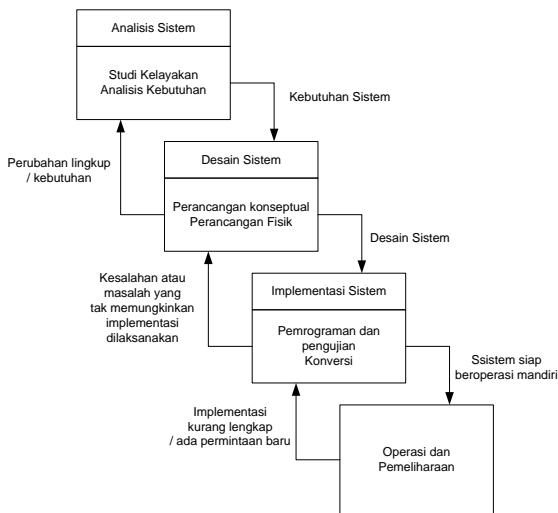 Analisis Sistem
Studi Kelayakan
Analisis Kebutuhan
Kebutuhan Sistem
Perubahan lingkup
/ kebutuhan
Desain Sistem
Perancangan konseptual
Perancangan Fisik
Desain Sistem
Kesalahan atau
masalah yang
tak memungkinkan
implementasi
dilaksanakan
Implementasi Sistem
Pemrograman dan
pengujian
Konversi
Ssistem siap
beroperasi mandiri
Implementasi
kurang lengkap
/ ada permintaan baru
Operasi dan
Pemeliharaan